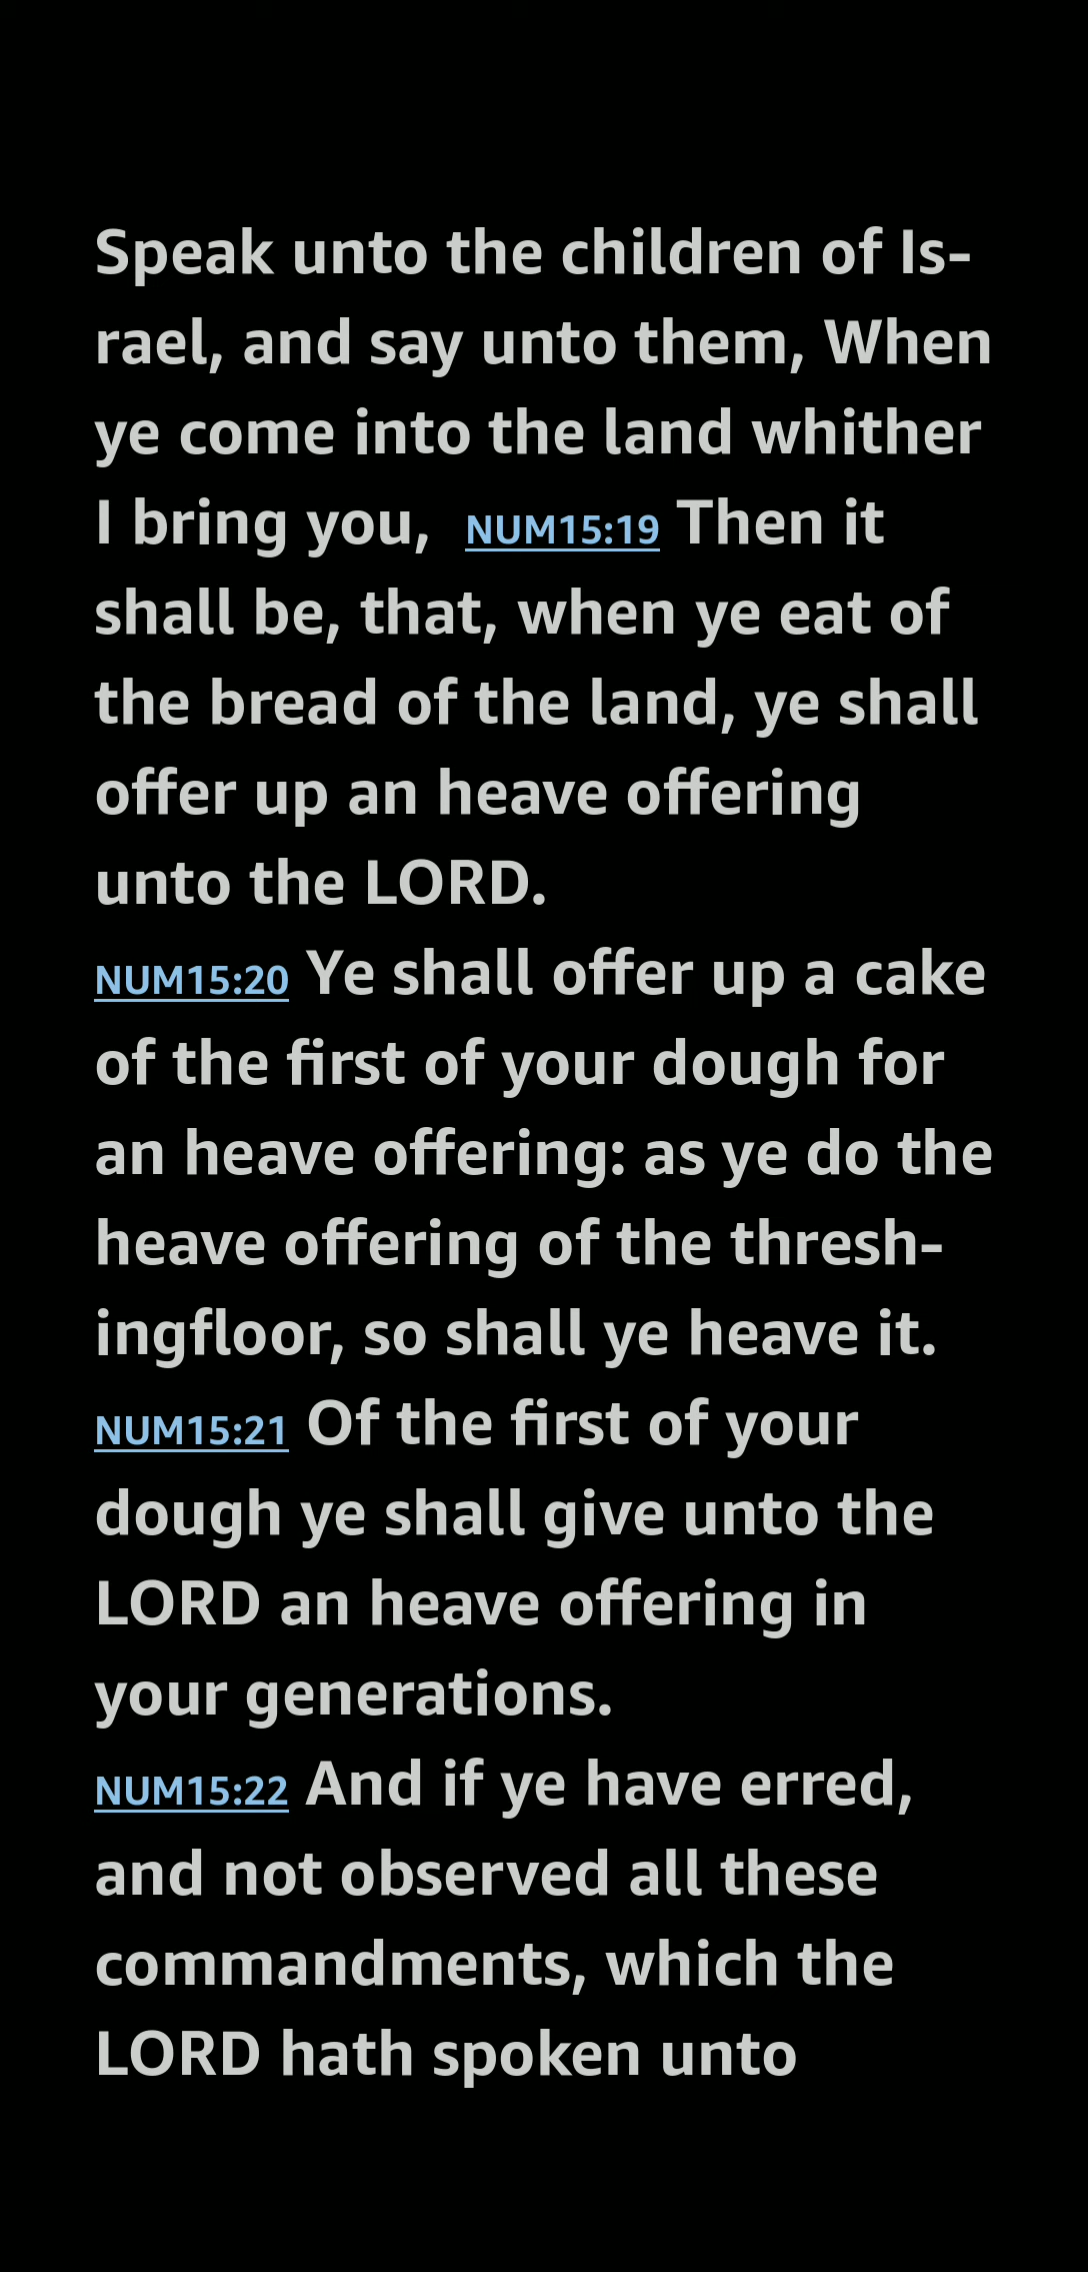 Speak unto the children of Is-
rael, and say unto them, When
ye come into the land whither
I bring you, NUM15:19 Then it
shall be, that, when ye eat of
the bread of the land, ye shall
offer up an heave offering
unto the LORD.
NUM15:20 Ye shall offer up a cake
of the first of your dough for
an heave offering: as ye do the
heave offering of the thresh-
ingfloor, so shall ye heave it.
NUM15:21 Of the first of your
dough ye shall give unto the
LORD an heave offering in
your generations.
NUM15:22 And if ye have erred,
and not observed all these
commandments, which the
LORD hath spoken unto